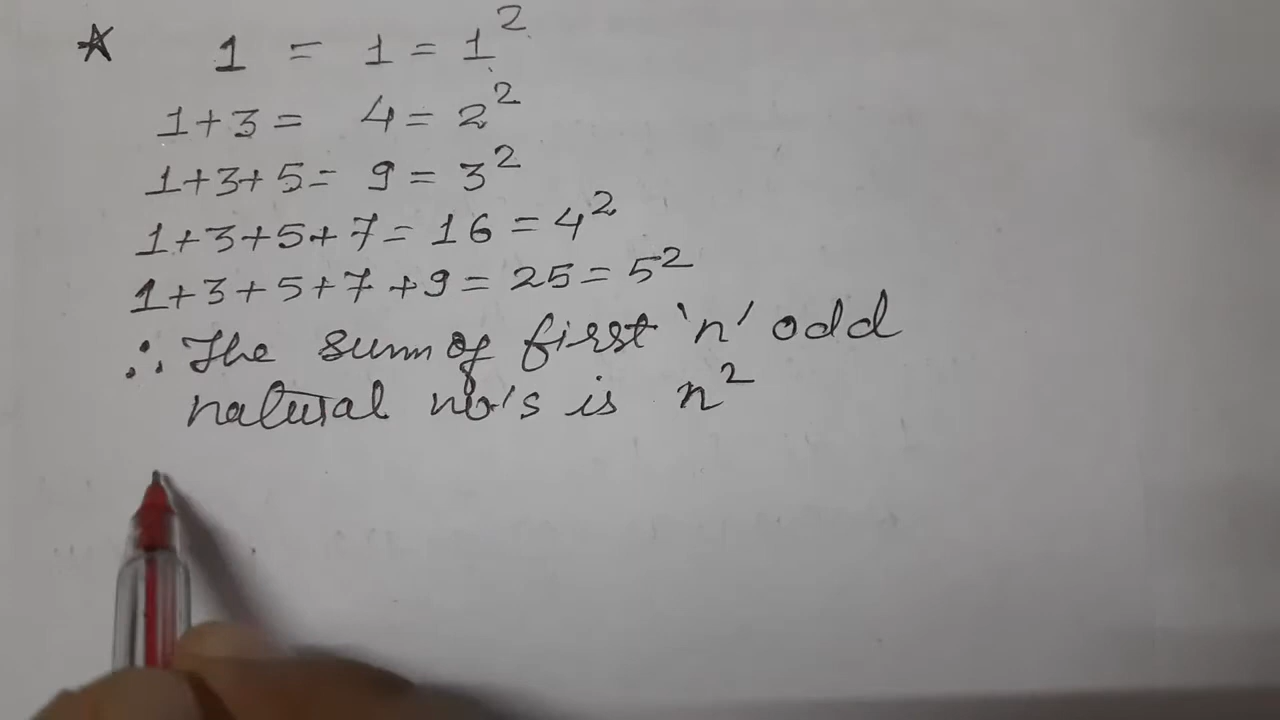 ☆ 1 = 1 = 1²
1+3 = 4 = 2²
1+3+5 = 9 = 3²
1+3+5+7 = 16 = 4²
1+3+5+7+9 = 25 = 5²
∴ The sum of first 'n' odd
natural no's is n²